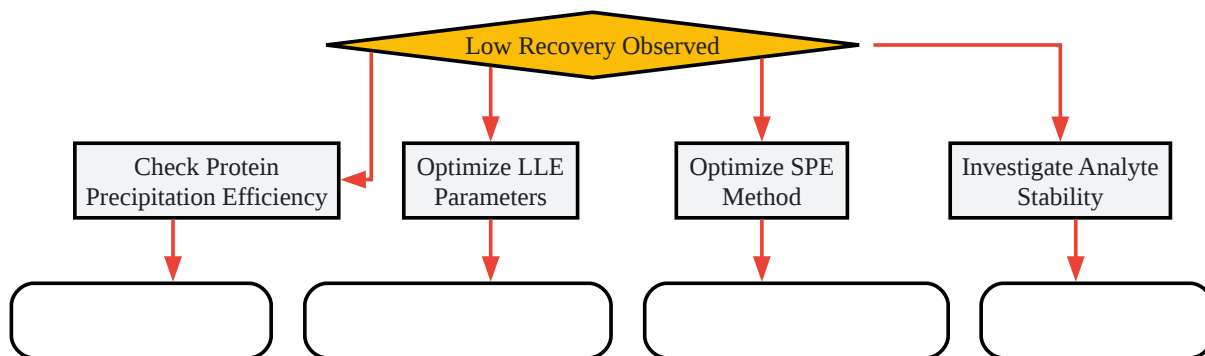 Low Recovery Observed
Check Protein
Precipitation Efficiency
Optimize LLE
Parameters
Optimize SPE
Method
Investigate Analyte
Stability